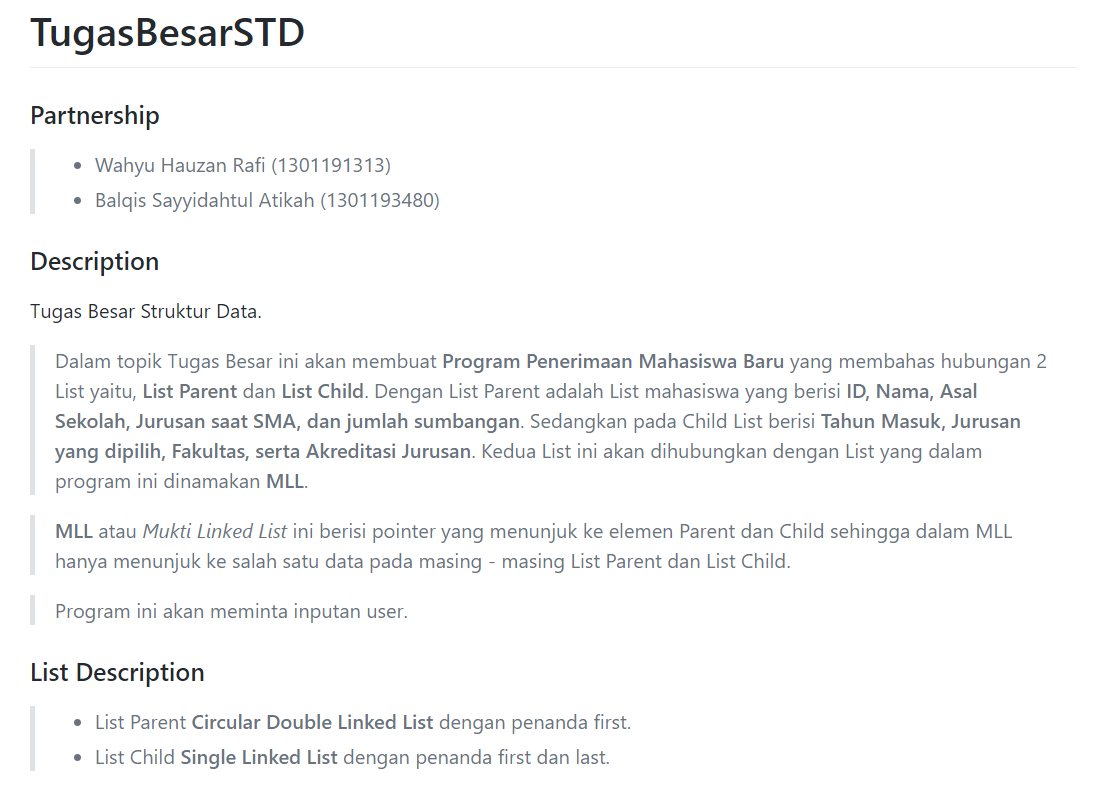 TugasBesarSTD
Partnership
Wahyu Hauzan Rafi (1301191313)
Balqis Sayyidahtul Atikah (1301193480)
Description
Tugas Besar Struktur Data.
Dalam topik Tugas Besar ini akan membuat Program Penerimaan Mahasiswa Baru yang membahas hubungan 2
List yaitu, List Parent dan List Child. Dengan List Parent adalah List mahasiswa yang berisi ID, Nama, Asal
Sekolah, Jurusan saat SMA, dan jumlah sumbangan. Sedangkan pada Child List berisi Tahun Masuk, Jurusan
yang dipilih, Fakultas, serta Akreditasi Jurusan. Kedua List ini akan dihubungkan dengan List yang dalam
program ini dinamakan MLL.
MLL atau Mukti Linked List ini berisi pointer yang menunjuk ke elemen Parent dan Child sehingga dalam MLL
hanya menunjuk ke salah satu data pada masing - masing List Parent dan List Child.
Program ini akan meminta inputan user.
List Description
List Parent Circular Double Linked List dengan penanda first.
List Child Single Linked List dengan penanda first dan last.